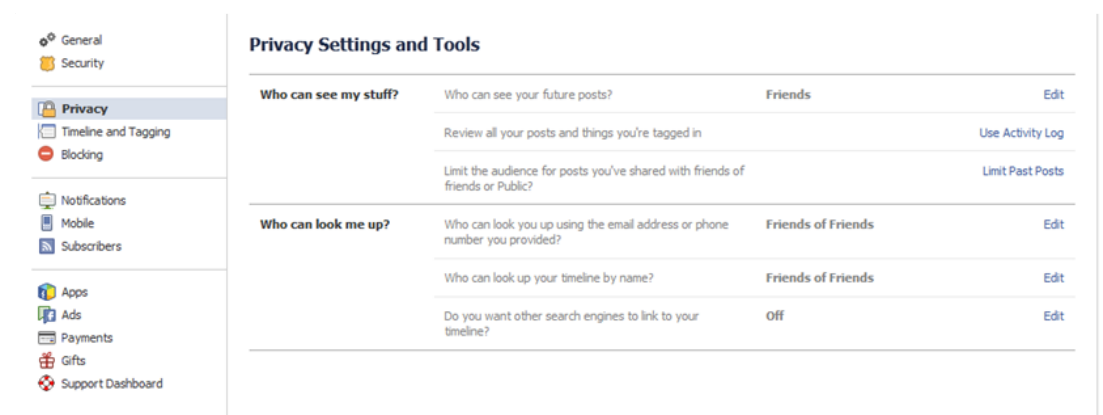 General
Security
Privacy
Timeline and Tagging
Blocking
Notifications
Mobile
Subscribers
Apps
Ads
Payments
Gifts
Support Dashboard
Privacy Settings and Tools
Who can see my stuff?
Who can see your future posts?
Friends
Edit
Review all your posts and things you're tagged in
Use Activity Log
Limit the audience for posts you've shared with friends of
friends or Public?
Limit Past Posts
Who can look me up?
Who can look you up using the email address or phone
number you provided?
Friends of Friends
Edit
Who can look up your timeline by name?
Friends of Friends
Edit
Do you want other search engines to link to your
timeline?
Off
Edit